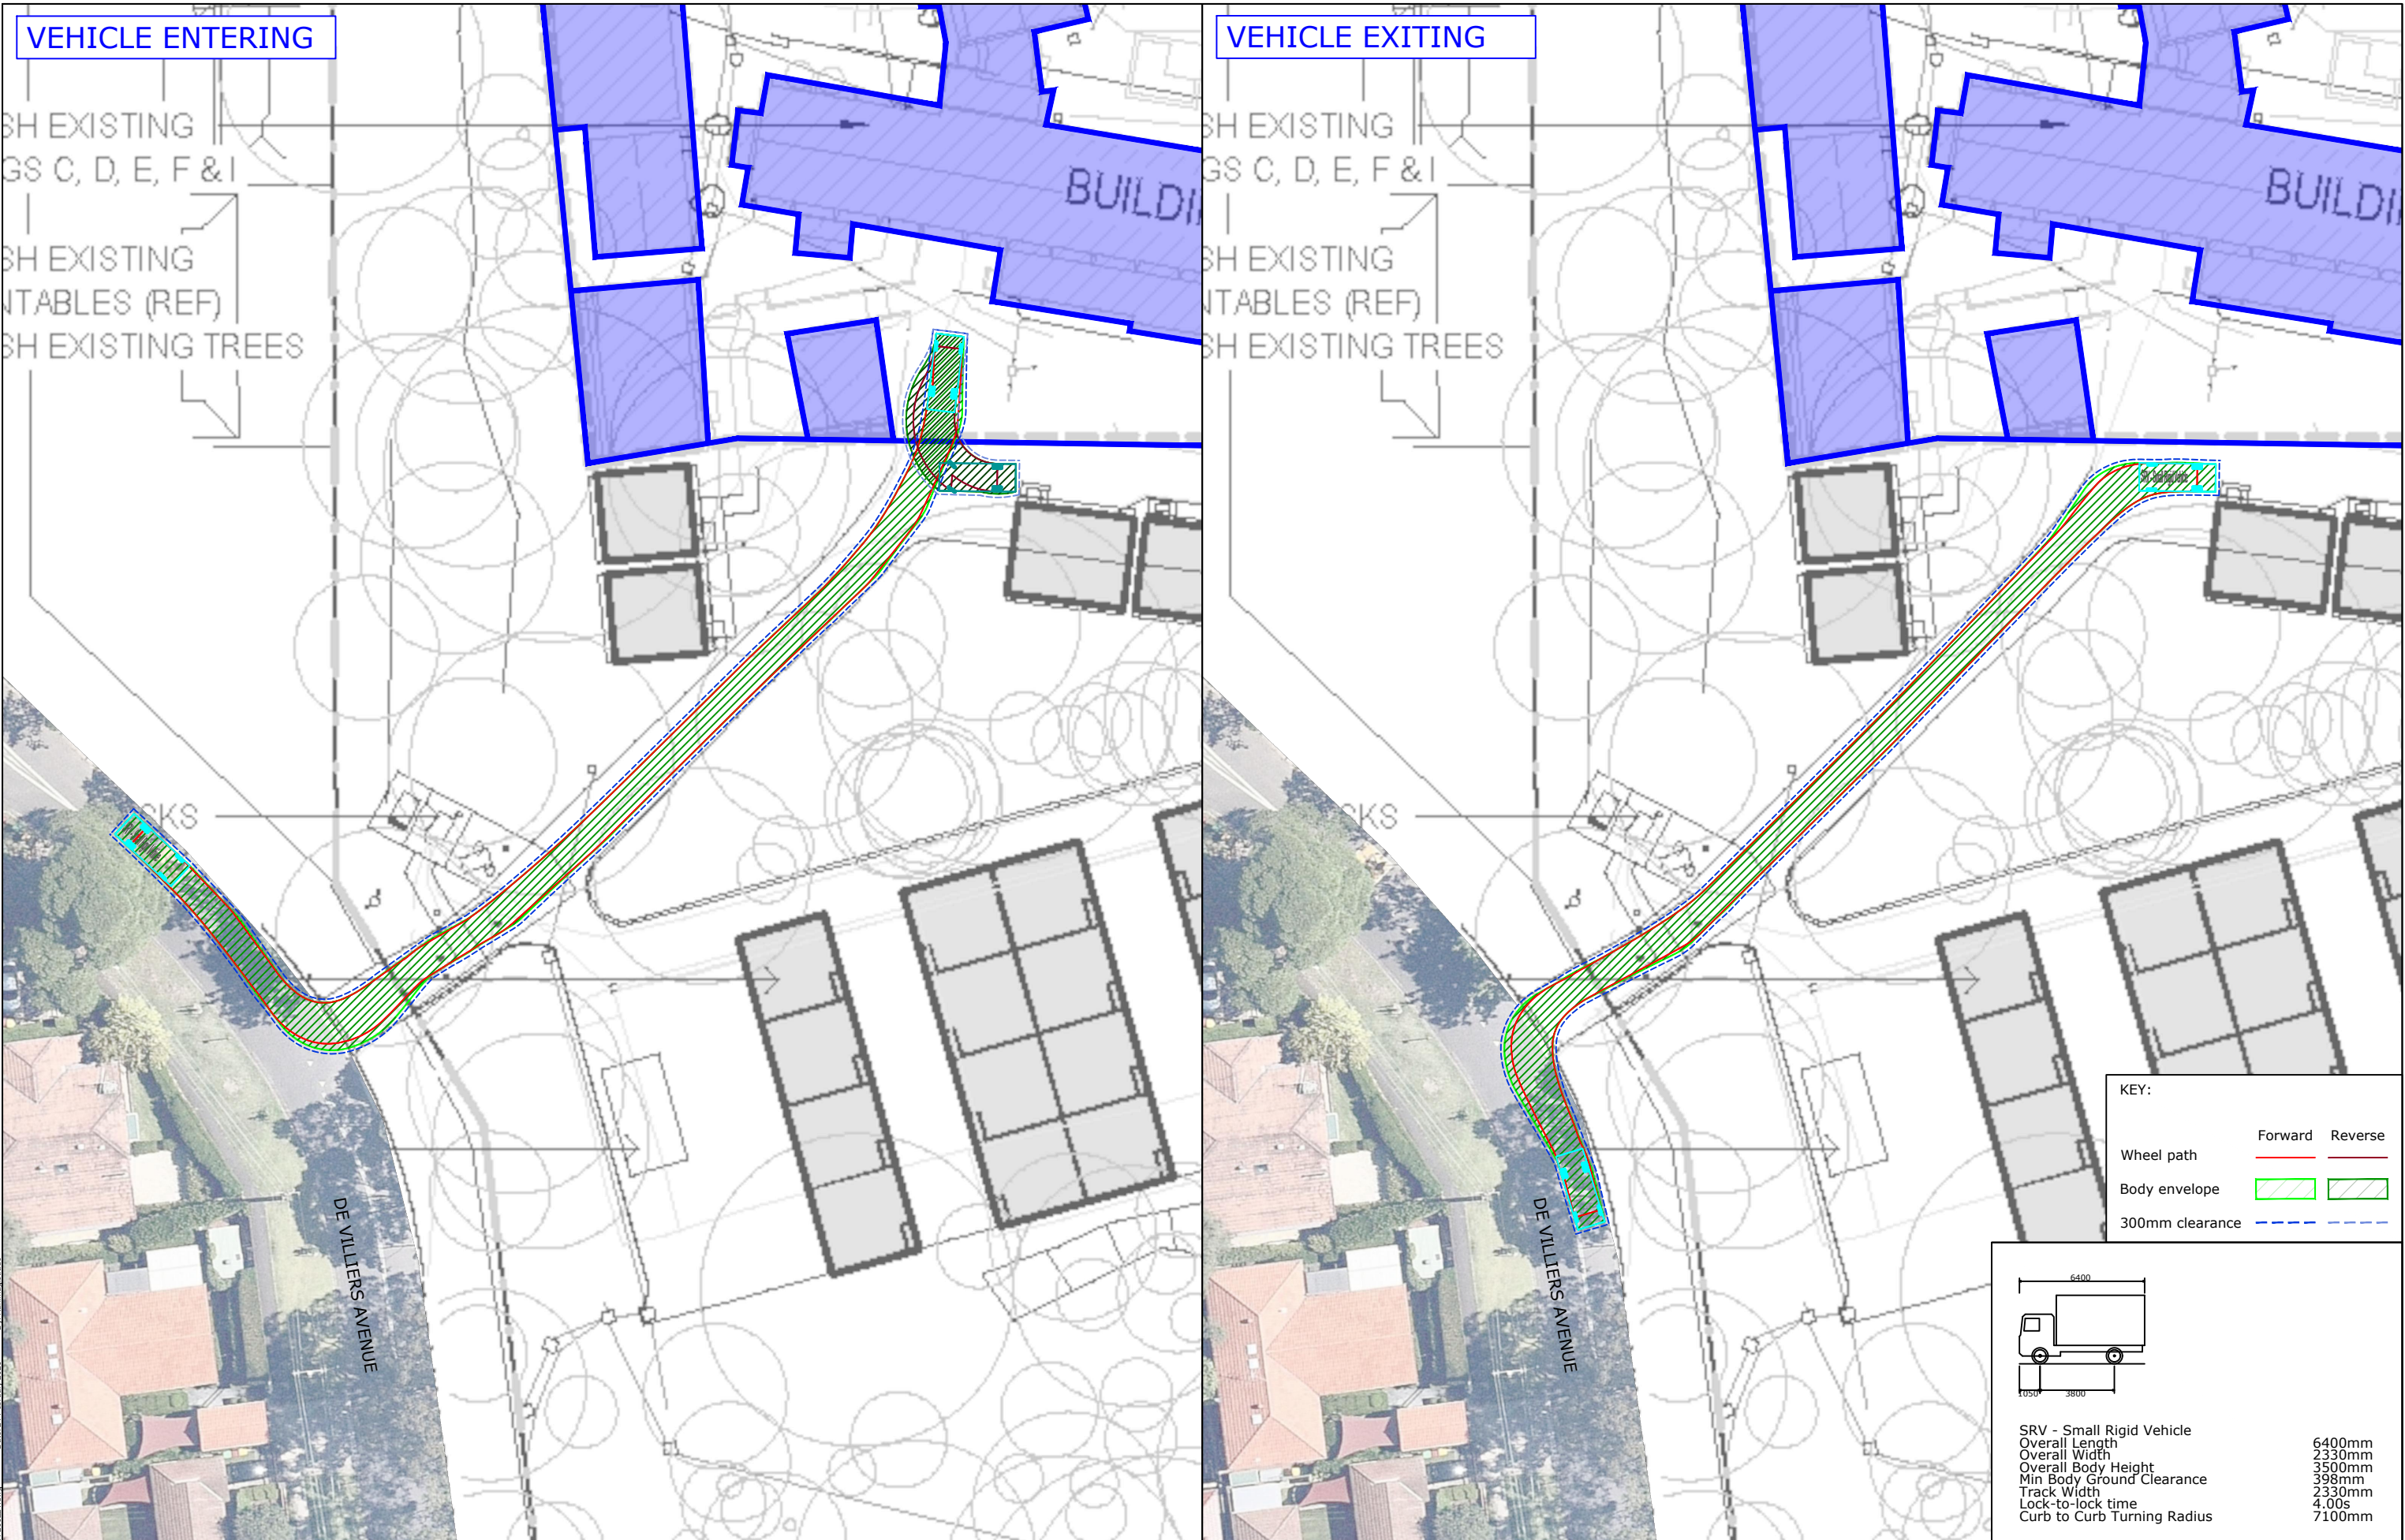 VEHICLE ENTERING
SH EXISTING
GS C, D, E, F & I
SH EXISTING
NTABLES (REF)
SH EXISTING TREES
BUILDI
SKS
DE VILLIERS AVENUE
VEHICLE EXITING
SH EXISTING
GS C, D, E, F & I
SH EXISTING
NTABLES (REF)
SH EXISTING TREES
BUILDI
SKS
DE VILLIERS AVENUE
KEY:
Forward Reverse
Wheel path
Body envelope
300mm clearance
6400
1050 3800
SRV - Small Rigid Vehicle
Overall Length 6400mm
Overall Width 2330mm
Overall Body Height 3500mm
Min Body Ground Clearance 398mm
Track Width 2330mm
Lock-to-lock time 4.00s
Curb to Curb Turning Radius 7100mm